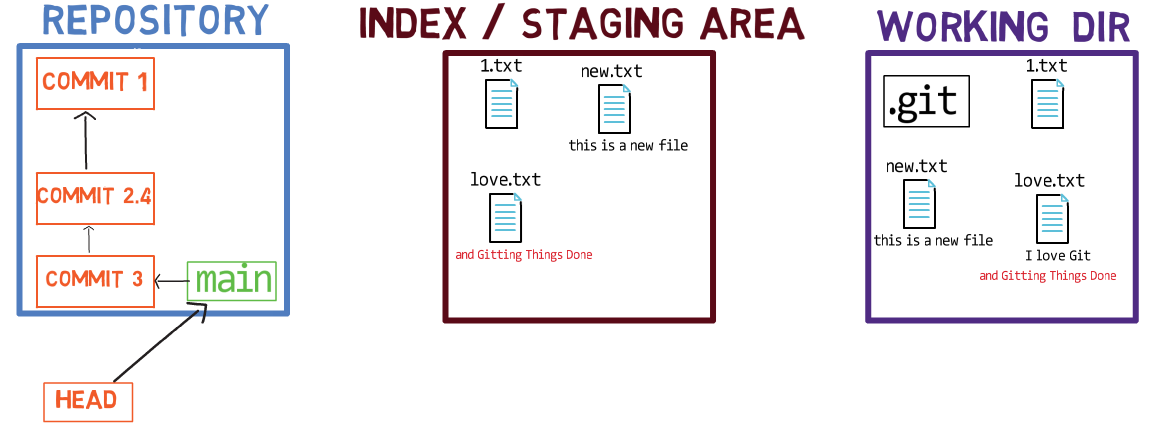 REPOSITORY
COMMIT 1
COMMIT 2.4
COMMIT 3
main
HEAD
INDEX / STAGING AREA
1.txt
new.txt
this is a new file
love.txt
and Gitting Things Done
WORKING DIR
.git
1.txt
new.txt
this is a new file
love.txt
I love Git
and Gitting Things Done